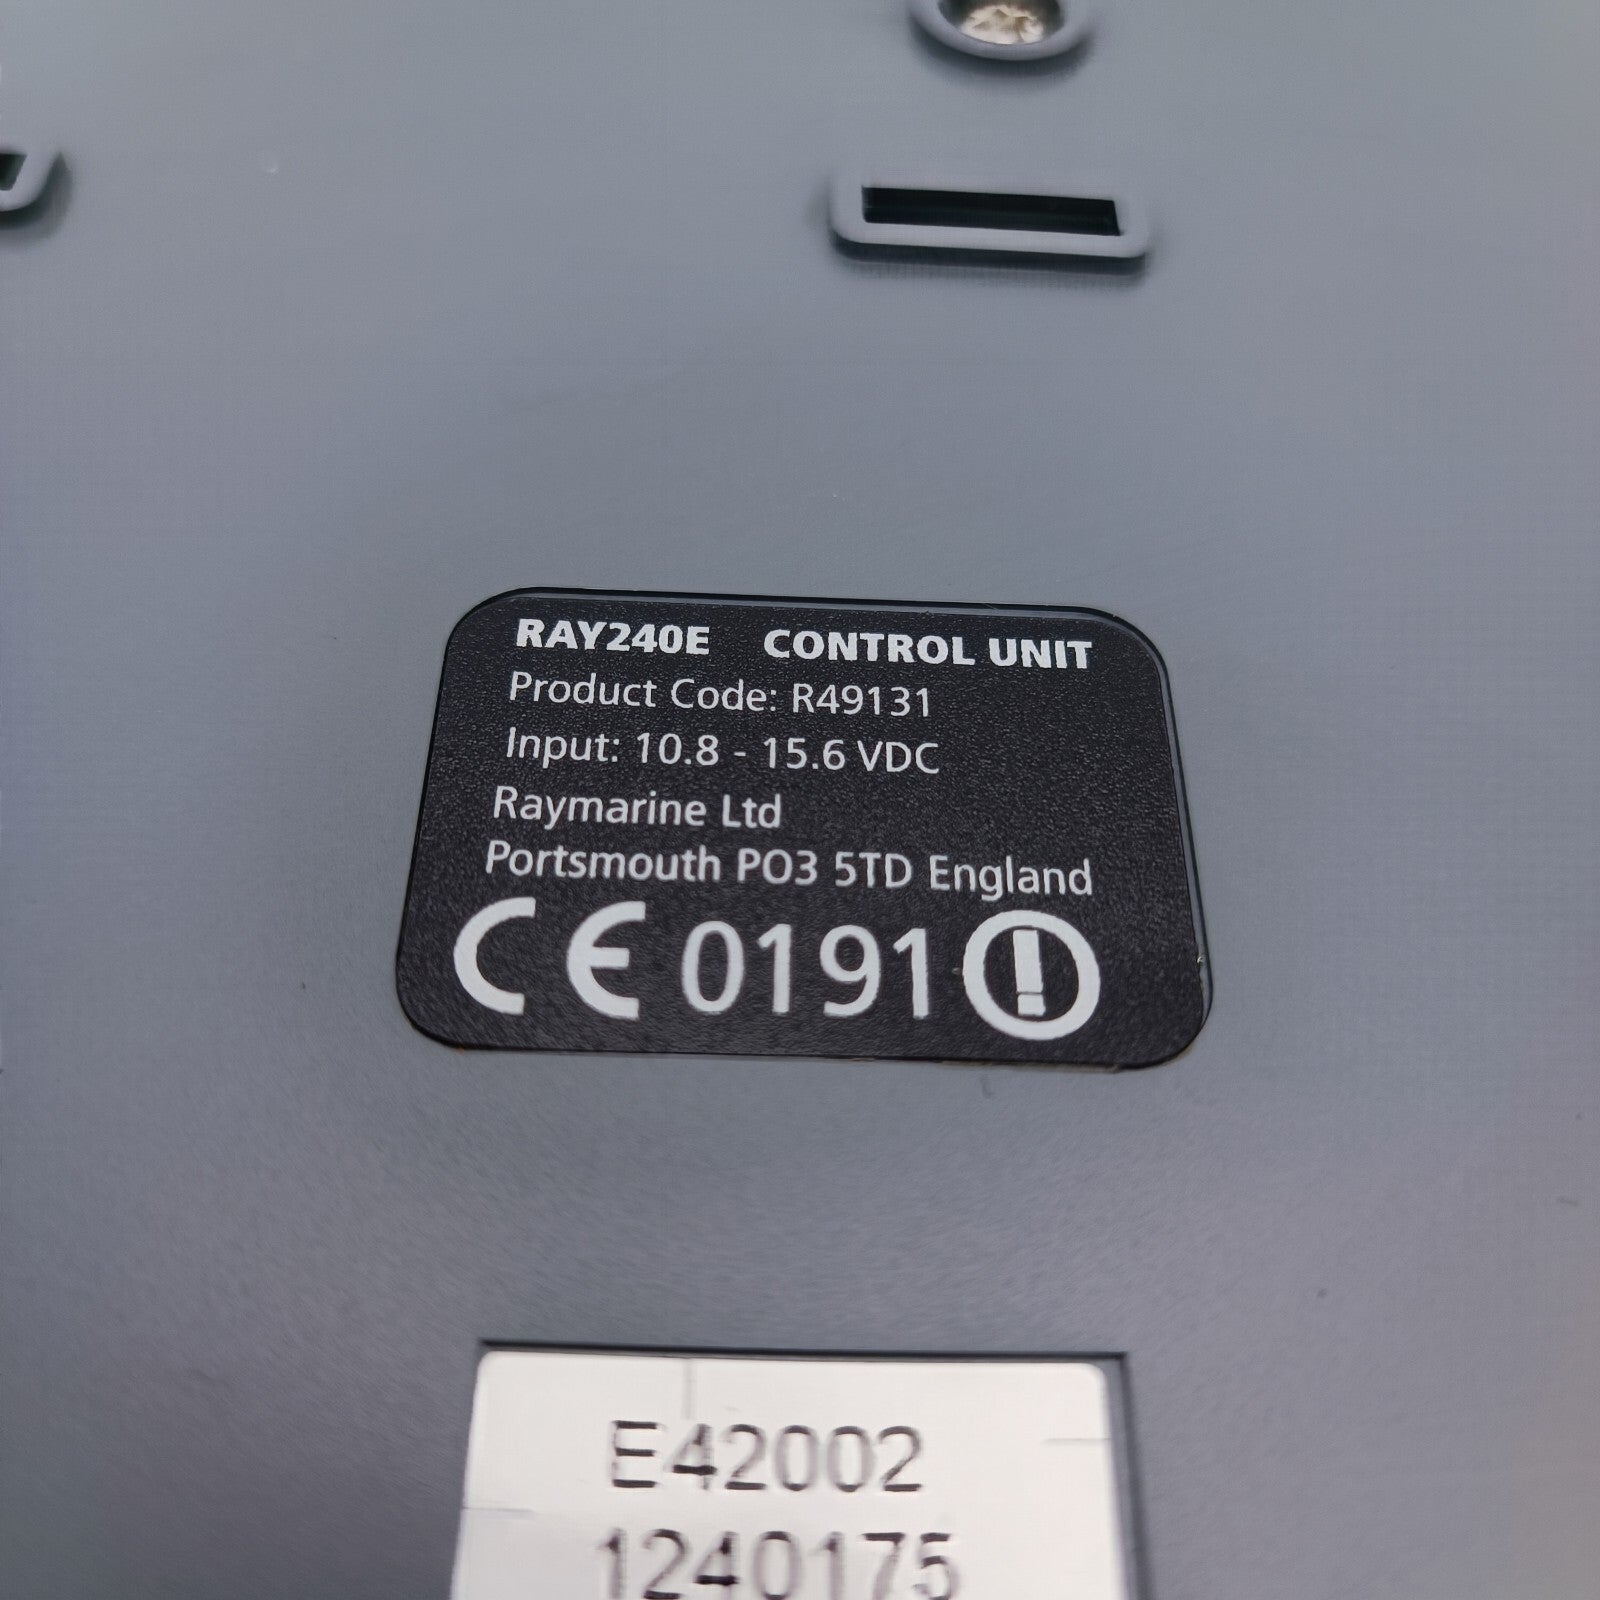 RAY240E CONTROL UNIT
Product Code: R49131
Input: 10.8 - 15.6 VDC
Raymarine Ltd
Portsmouth PO3 5TD England
CE 0191 !
E42002
1240175